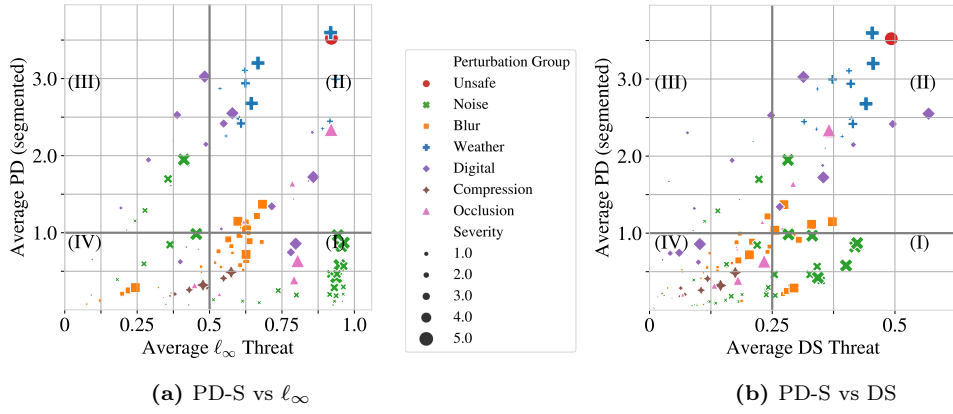 Average PD (segmented)
3.0
2.0
1.0
(III)
(II)
(IV)
(I)
0
0.25
0.5
0.75
1.0
Average ℓ∞ Threat
Perturbation Group
Unsafe
Noise
Blur
Weather
Digital
Compression
Occlusion
Severity
1.0
2.0
3.0
4.0
5.0
Average PD (segmented)
3.0
2.0
1.0
(III)
(II)
(IV)
(I)
0
0.25
0.5
Average DS Threat
(a) PD-S vs ℓ∞
(b) PD-S vs DS